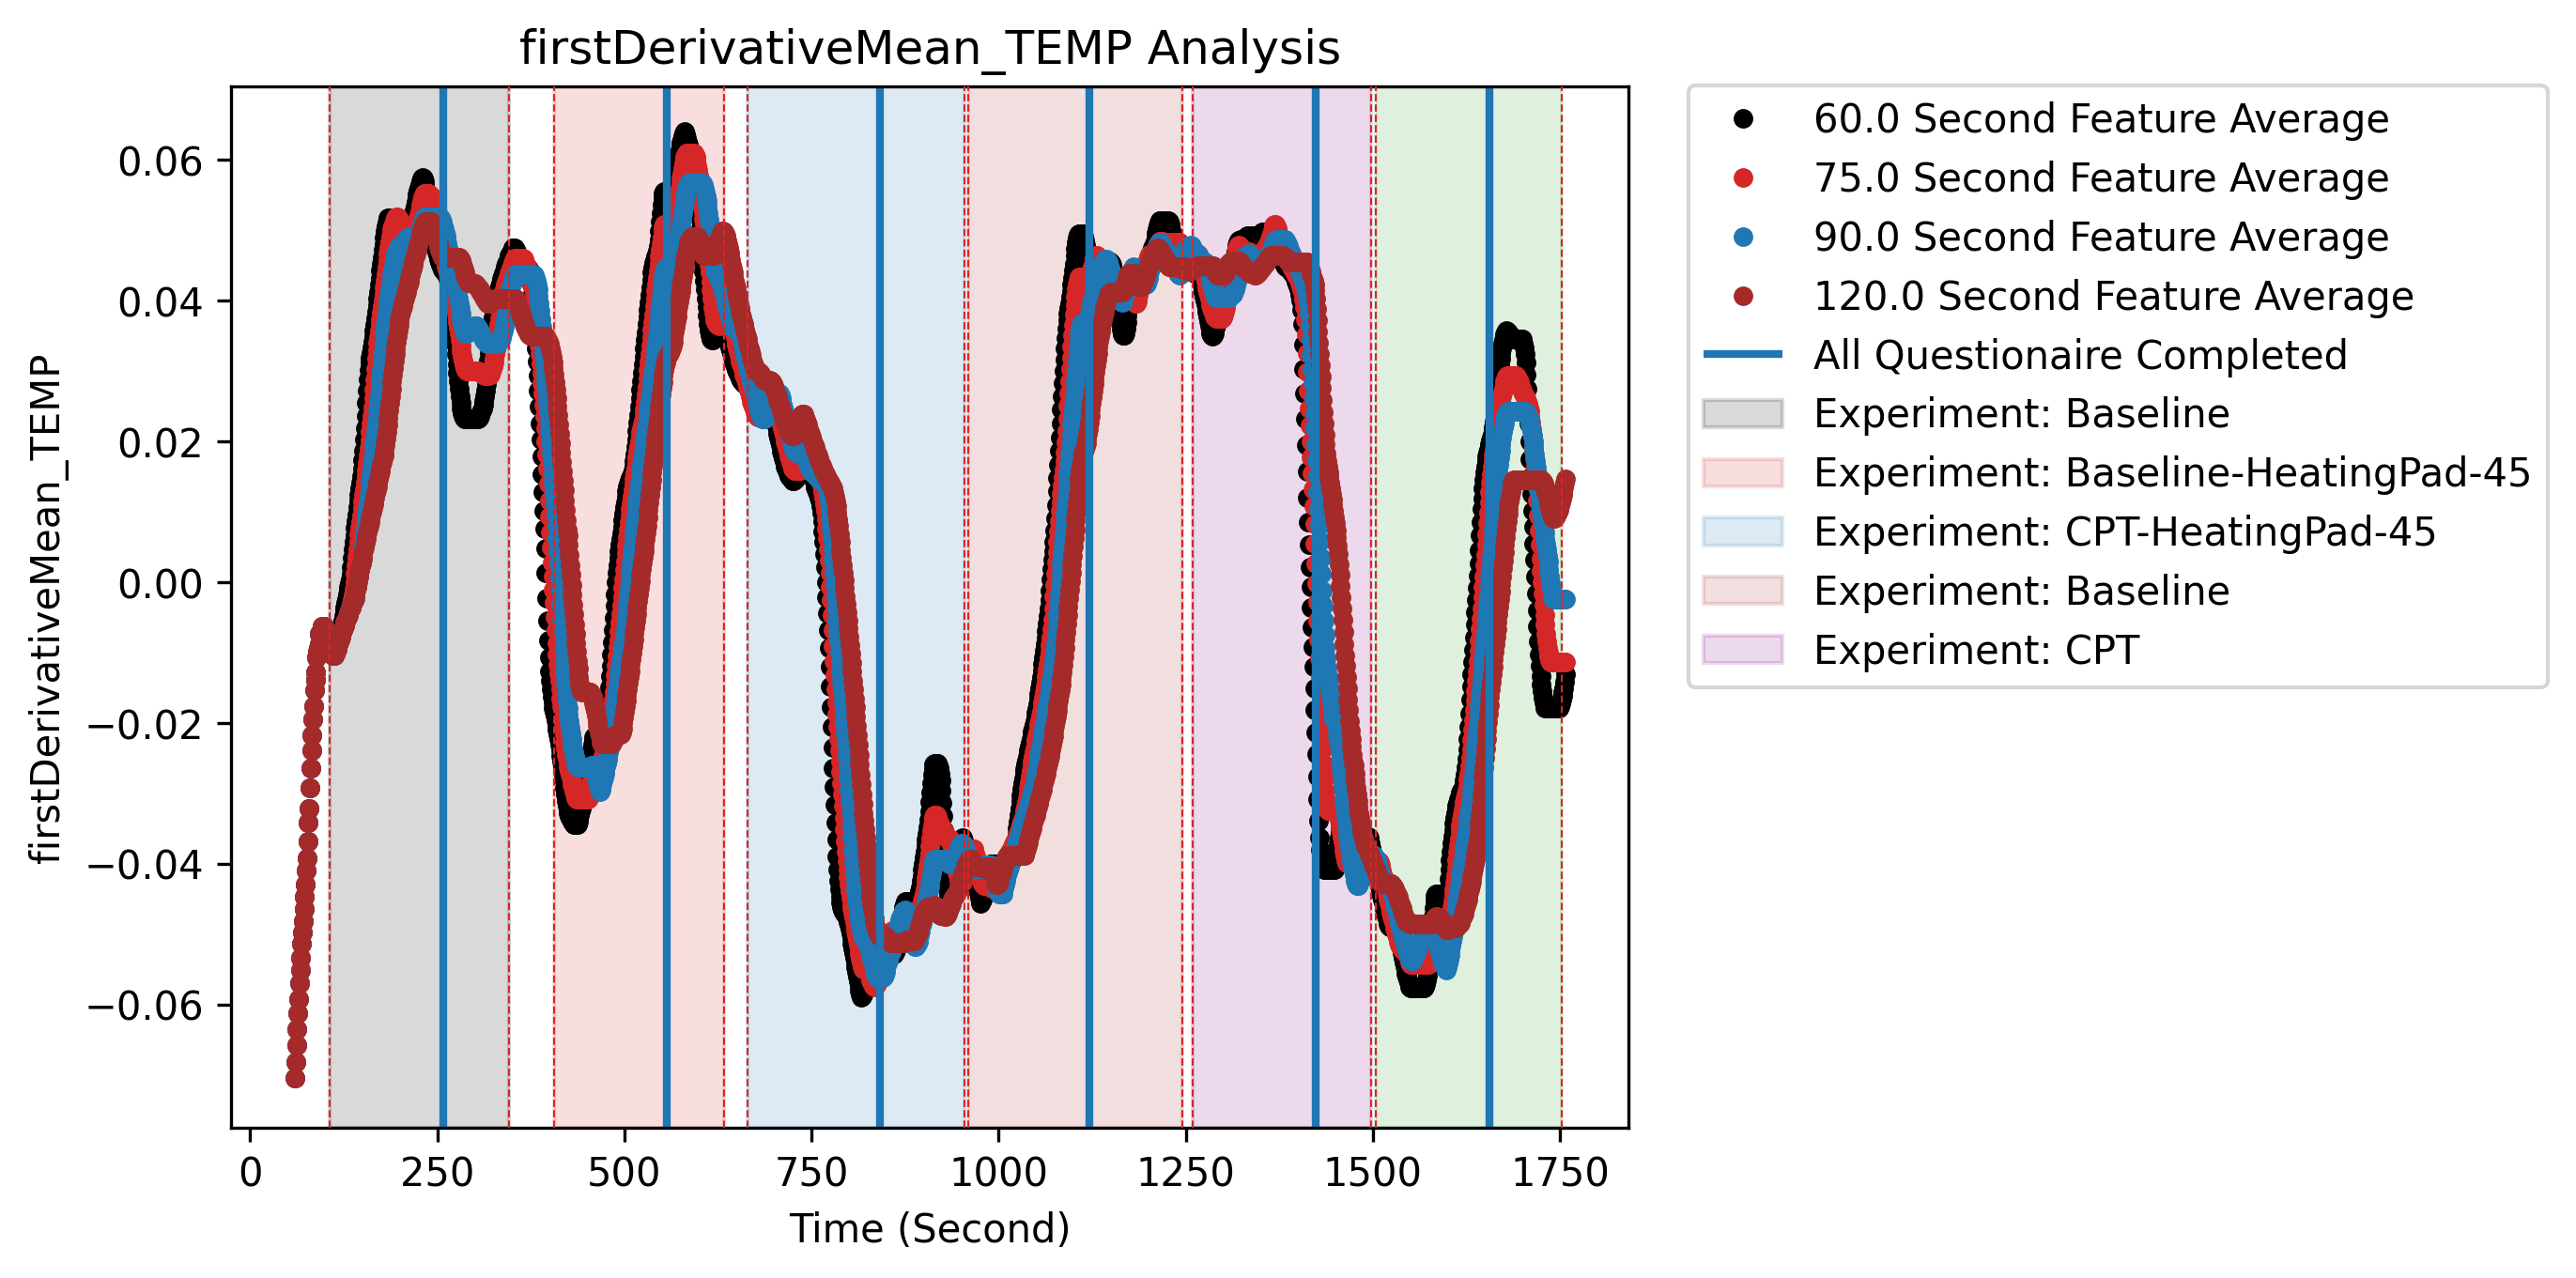 firstDerivativeMean_TEMP Analysis
firstDerivativeMean_TEMP
0.06
0.04
0.02
0.00
−0.02
−0.04
−0.06
0 250 500 750 1000 1250 1500 1750
Time (Second)
60.0 Second Feature Average
75.0 Second Feature Average
90.0 Second Feature Average
120.0 Second Feature Average
All Questionaire Completed
Experiment: Baseline
Experiment: Baseline-HeatingPad-45
Experiment: CPT-HeatingPad-45
Experiment: Baseline
Experiment: CPT